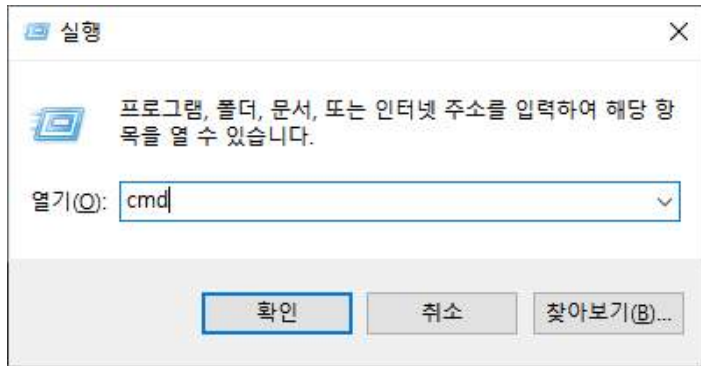 실행
프로그램, 폴더, 문서, 또는 인터넷 주소를 입력하여 해당 항
목을 열 수 있습니다.
열기(O): cmd
확인 취소 찾아보기(B)...